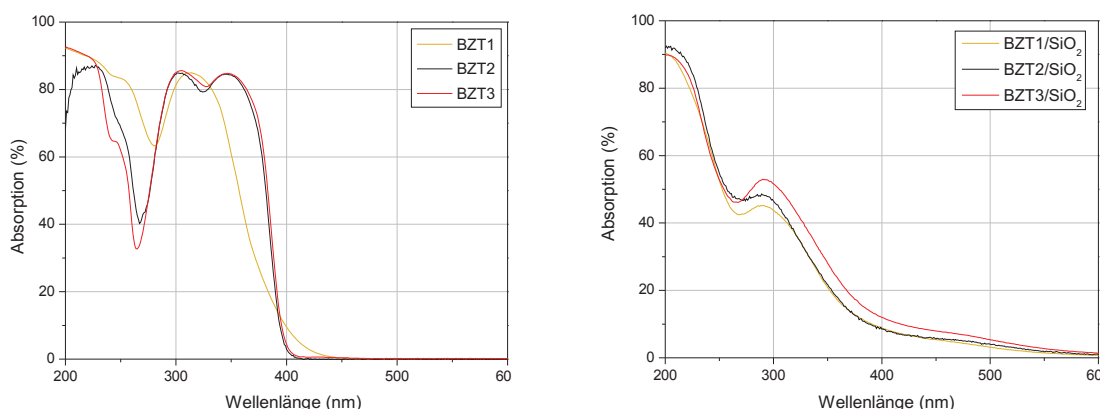 100
80
60
40
20
0
200
300
400
500
60
Absorption (%)
Wellenlänge (nm)
BZT1
BZT2
BZT3
100
80
60
40
20
0
200
300
400
500
60
Absorption (%)
Wellenlänge (nm)
BZT1/SiO₂
BZT2/SiO₂
BZT3/SiO₂